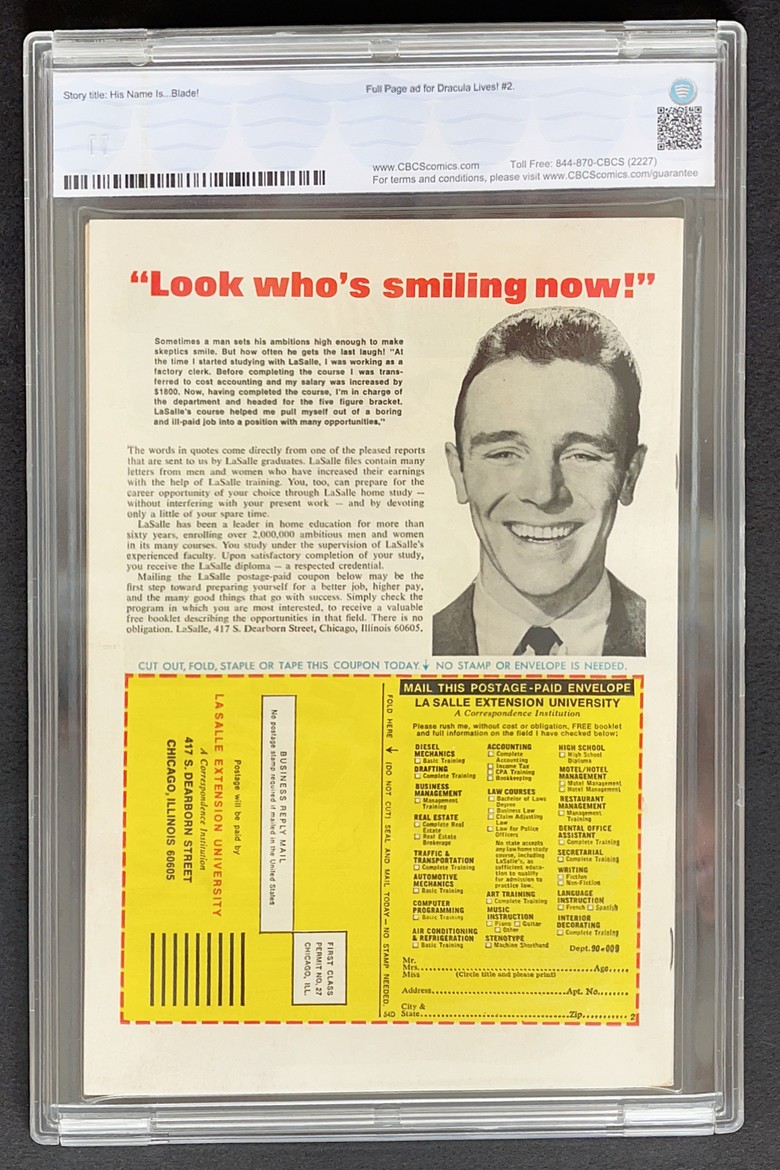 Story title: His Name Is...Blade!
Full Page ad for Dracula Lives! #2.
www.CBCScomics.com Toll Free: 844-870-CBCS (2227)
For terms and conditions, please visit www.CBCScomics.com/guarantee
“Look who’s smiling now!”
Sometimes a man sets his ambitions high enough to make
skeptics smile. But how often he gets the last laugh! “At
the time I started studying with LaSalle, I was working as a
factory clerk. Before completing the course I was trans-
ferred to cost accounting and my salary was increased by
$1800. Now, having completed the course, I’m in charge of
the department and headed for the five figure bracket.
LaSalle’s course helped me pull myself out of a boring
and ill-paid job into a position with many opportunities.”
The words in quotes come directly from one of the pleased reports
that are sent to us by LaSalle graduates. LaSalle files contain many
letters from men and women who have increased their earnings
with the help of LaSalle training. You, too, can prepare for the
career opportunity of your choice through LaSalle home study —
without interfering with your present work — and by devoting
only a little of your spare time.
LaSalle has been a leader in home education for more than
sixty years, enrolling over 2,000,000 ambitious men and women
in its many courses. You study under the supervision of LaSalle’s
experienced faculty. Upon satisfactory completion of your study,
you receive the LaSalle diploma — a respected credential.
Mailing the LaSalle postage-paid coupon below may be the
first step toward preparing yourself for a better job, higher pay,
and the many good things that go with success. Simply check the
program in which you are most interested, to receive a valuable
free booklet describing the opportunities in that field. There is no
obligation. LaSalle, 417 S. Dearborn Street, Chicago, Illinois 60605.
CUT OUT, FOLD, STAPLE OR TAPE THIS COUPON TODAY. NO STAMP OR ENVELOPE IS NEEDED.
BUSINESS REPLY MAIL
No postage stamp required if mailed in the United States
FIRST CLASS
PERMIT NO. 27
CHICAGO, ILL.
Postage will be paid by
LA SALLE EXTENSION UNIVERSITY
A Correspondence Institution
417 S. DEARBORN STREET
CHICAGO, ILLINOIS 60605
FOLD HERE (DO NOT CUT) SEAL AND MAIL TODAY — NO STAMP NEEDED.
54D
MAIL THIS POSTAGE-PAID ENVELOPE
LA SALLE EXTENSION UNIVERSITY
A Correspondence Institution
Please rush me, without cost or obligation, FREE booklet
and full information on the field I have checked below:
DIESEL
MECHANICS
Basic Training
DRAFTING
Complete Training
BUSINESS
MANAGEMENT
Management
Training
REAL ESTATE
Complete Real
Estate
Real Estate
Brokerage
TRAFFIC &
TRANSPORTATION
Complete Training
AUTOMOTIVE
MECHANICS
Basic Training
COMPUTER
PROGRAMMING
Basic Training
AIR CONDITIONING
& REFRIGERATION
Basic Training
ACCOUNTING
Complete
Accounting
Income Tax
CPA Training
Bookkeeping
LAW COURSES
Bachelor of Laws
Degree
Business Law
Claim Adjusting
Law
Law for Police
Officers
No state accepts
any law home study
course, including
LaSalle’s, as
sufficient educa-
tion to qualify
for admission to
practice law.
ART TRAINING
Complete Training
MUSIC
INSTRUCTION
Piano Guitar
Other
STENOTYPE
Machine Shorthand
HIGH SCHOOL
High School
Diploma
MOTEL/HOTEL
MANAGEMENT
Motel Management
Hotel Management
RESTAURANT
MANAGEMENT
Management
Training
DENTAL OFFICE
ASSISTANT
Complete Training
SECRETARIAL
Complete Training
WRITING
Fiction
Non-Fiction
LANGUAGE
INSTRUCTION
French Spanish
INTERIOR
DECORATING
Complete Training
Dept. 90-009
Mr.
Mrs. Age
Miss (Circle title and please print)
Address Apt. No.
City &
State Zip 2